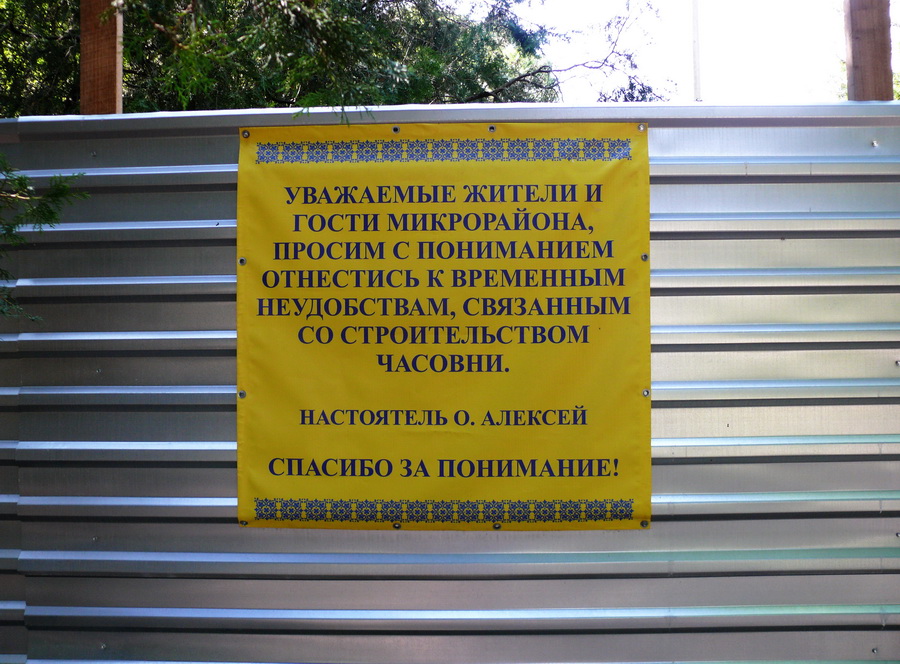 УВАЖАЕМЫЕ ЖИТЕЛИ И
ГОСТИ МИКРОРАЙОНА,
ПРОСИМ С ПОНИМАНИЕМ
ОТНЕСТИСЬ К ВРЕМЕННЫМ
НЕУДОБСТВАМ, СВЯЗАННЫМ
СО СТРОИТЕЛЬСТВОМ
ЧАСОВНИ.
НАСТОЯТЕЛЬ О. АЛЕКСЕЙ
СПАСИБО ЗА ПОНИМАНИЕ!